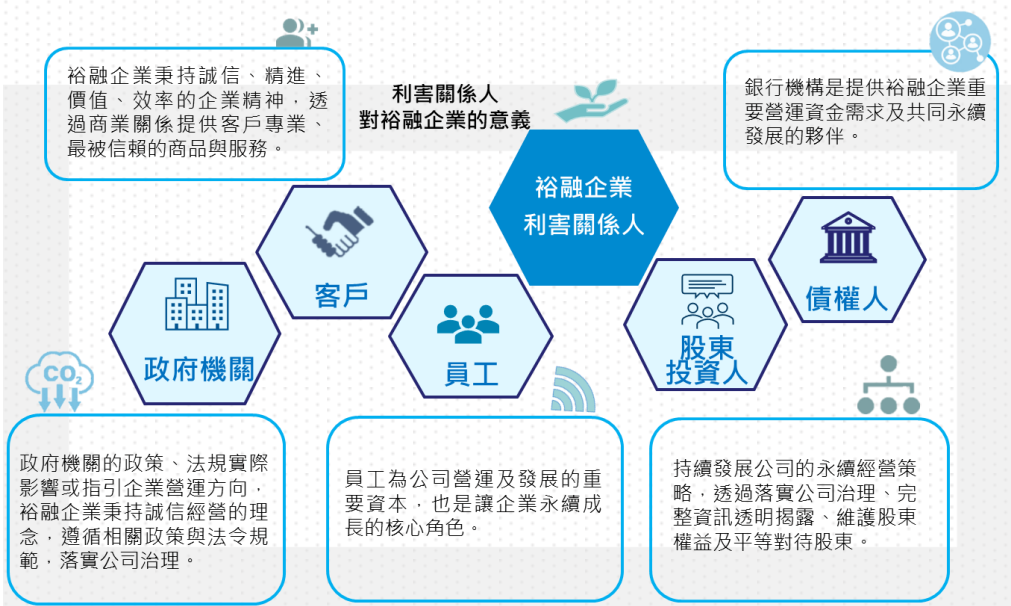 裕融企業秉持誠信、精進、
價值、效率的企業精神，透
過商業關係提供客戶專業、
最被信賴的商品與服務。
利害關係人
對裕融企業的意義
銀行機構是提供裕融企業重
要營運資金需求及共同永續
發展的夥伴。
裕融企業
利害關係人
政府機關
客戶
員工
股東
投資人
債權人
CO2
政府機關的政策、法規實際
影響或指引企業營運方向，
裕融企業秉持誠信經營的理
念，遵循相關政策與法令規
範，落實公司治理。
員工為公司營運及發展的重
要資本，也是讓企業永續成
長的核心角色。
持續發展公司的永續經營策
略，透過落實公司治理、完
整資訊透明揭露、維護股東
權益及平等對待股東。